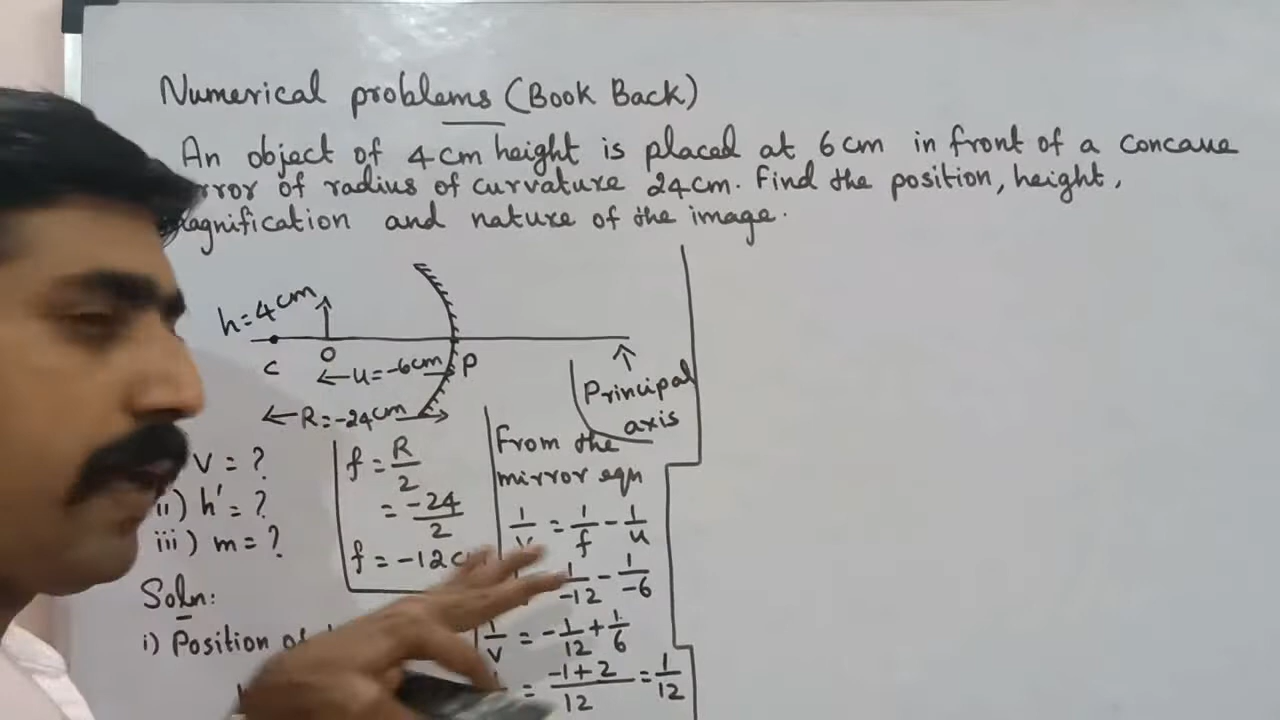 Numerical problems (Book Back)
An object of 4cm height is placed at 6cm in front of a concave
of radius of curvature 24cm. Find the position, height,
and nature of the image.
h=4cm
C
O
u=-6cm
P
R=-24cm
Principal
axis
v = ?
ii) h' = ?
iii) m = ?
Soln:
i) Position of
f = R/2
= -24/2
f = -12c
From the
mirror eqn
1/v = 1/f - 1/u
1/-12 - 1/-6
1/v = -1/12 + 1/6
= -1+2/12 = 1/12